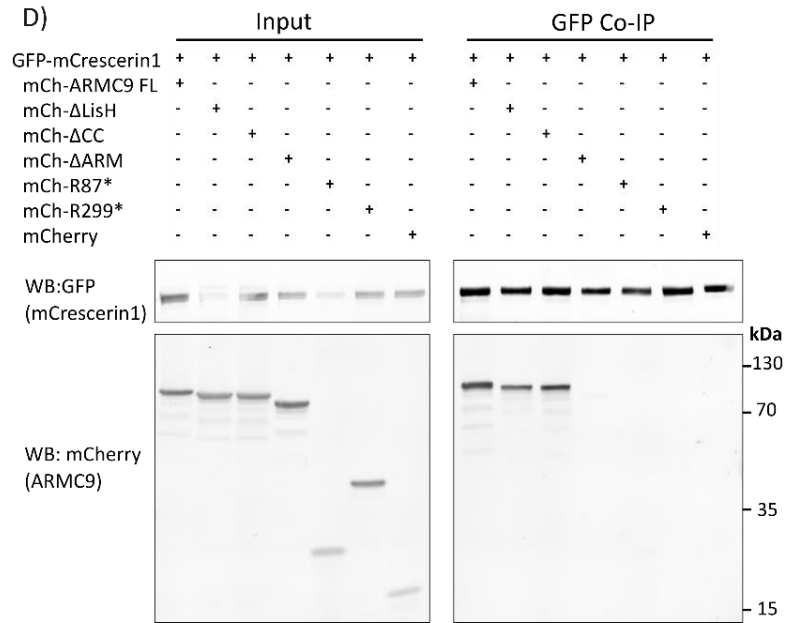 D)
Input GFP Co-IP
GFP-mCrescerin1 + + + + + + + + + + + + + +
mCh-ARMC9 FL + - - - - - - + - - - - - -
mCh-ΔLisH - + - - - - - - + - - - - -
mCh-ΔCC - - + - - - - - - + - - - -
mCh-ΔARM - - - + - - - - - - + - - -
mCh-R87* - - - - + - - - - - - + - -
mCh-R299* - - - - - + - - - - - - + -
mCherry - - - - - - + - - - - - - +
WB:GFP
(mCrescerin1)
kDa
130
70
WB: mCherry
(ARMC9)
35
15